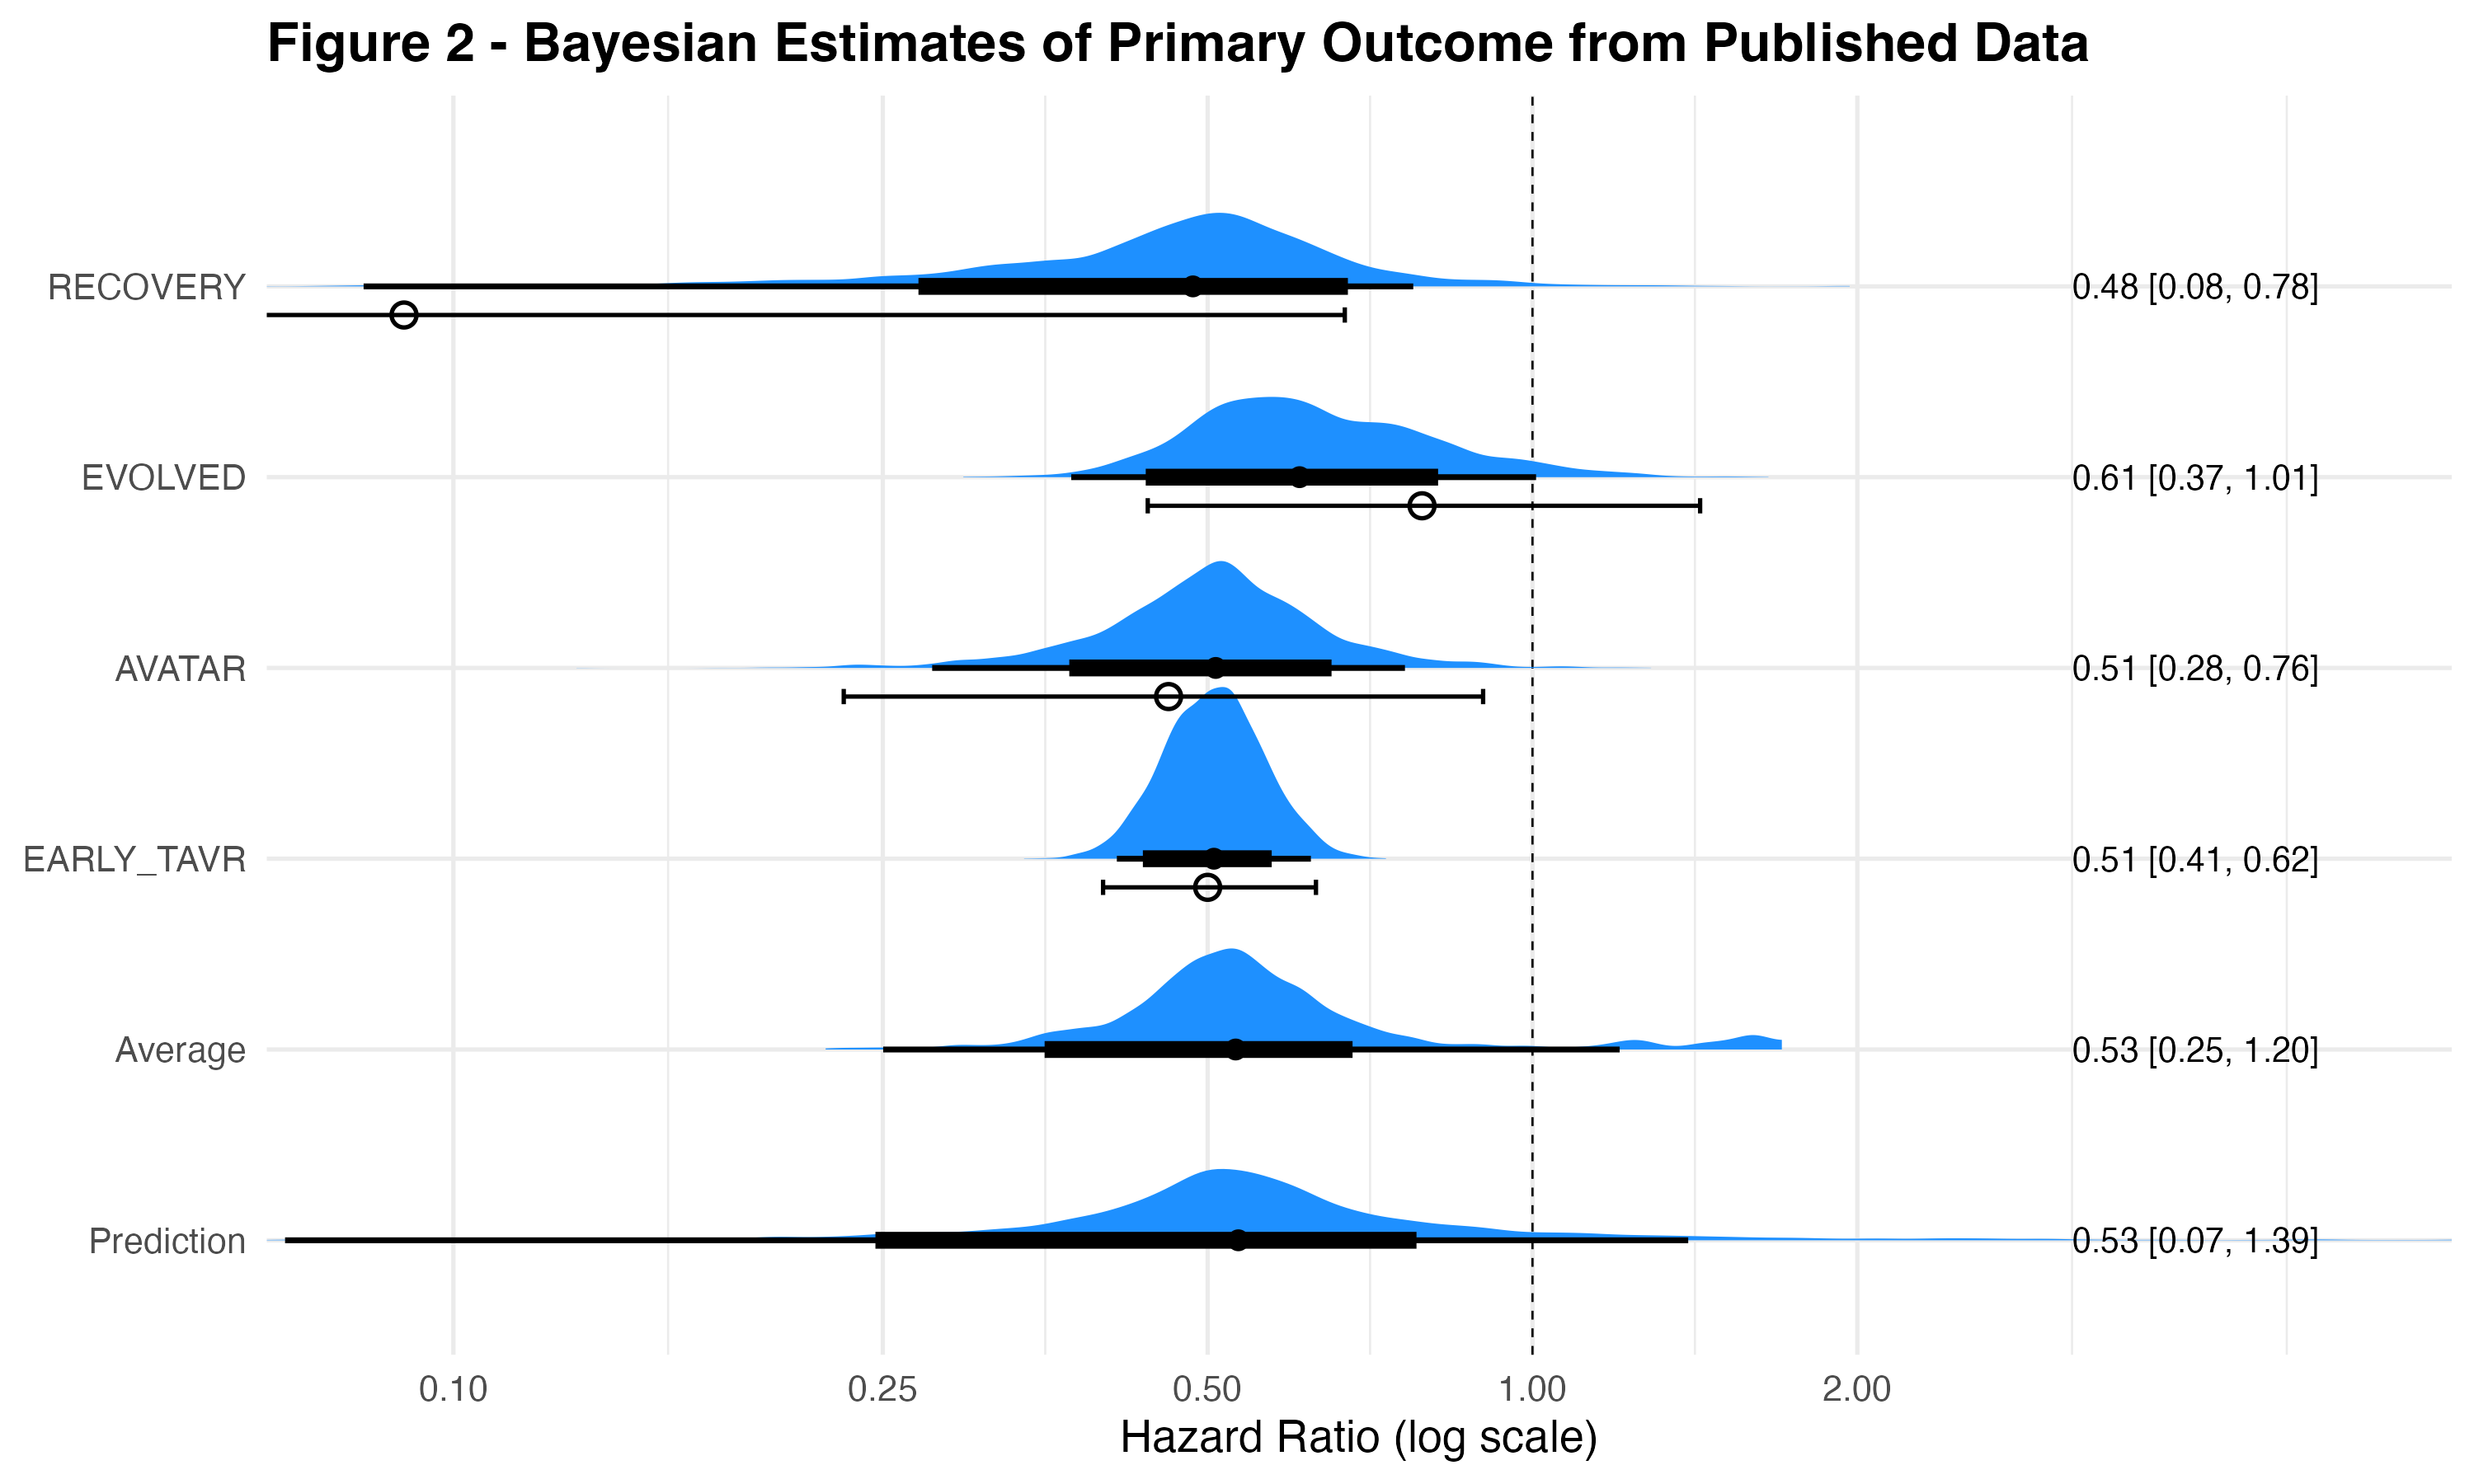 Figure 2 - Bayesian Estimates of Primary Outcome from Published Data
RECOVERY
0.48 [0.08, 0.78]
EVOLVED
0.61 [0.37, 1.01]
AVATAR
0.51 [0.28, 0.76]
EARLY_TAVR
0.51 [0.41, 0.62]
Average
0.53 [0.25, 1.20]
Prediction
0.53 [0.07, 1.39]
0.10
0.25
0.50
1.00
2.00
Hazard Ratio (log scale)